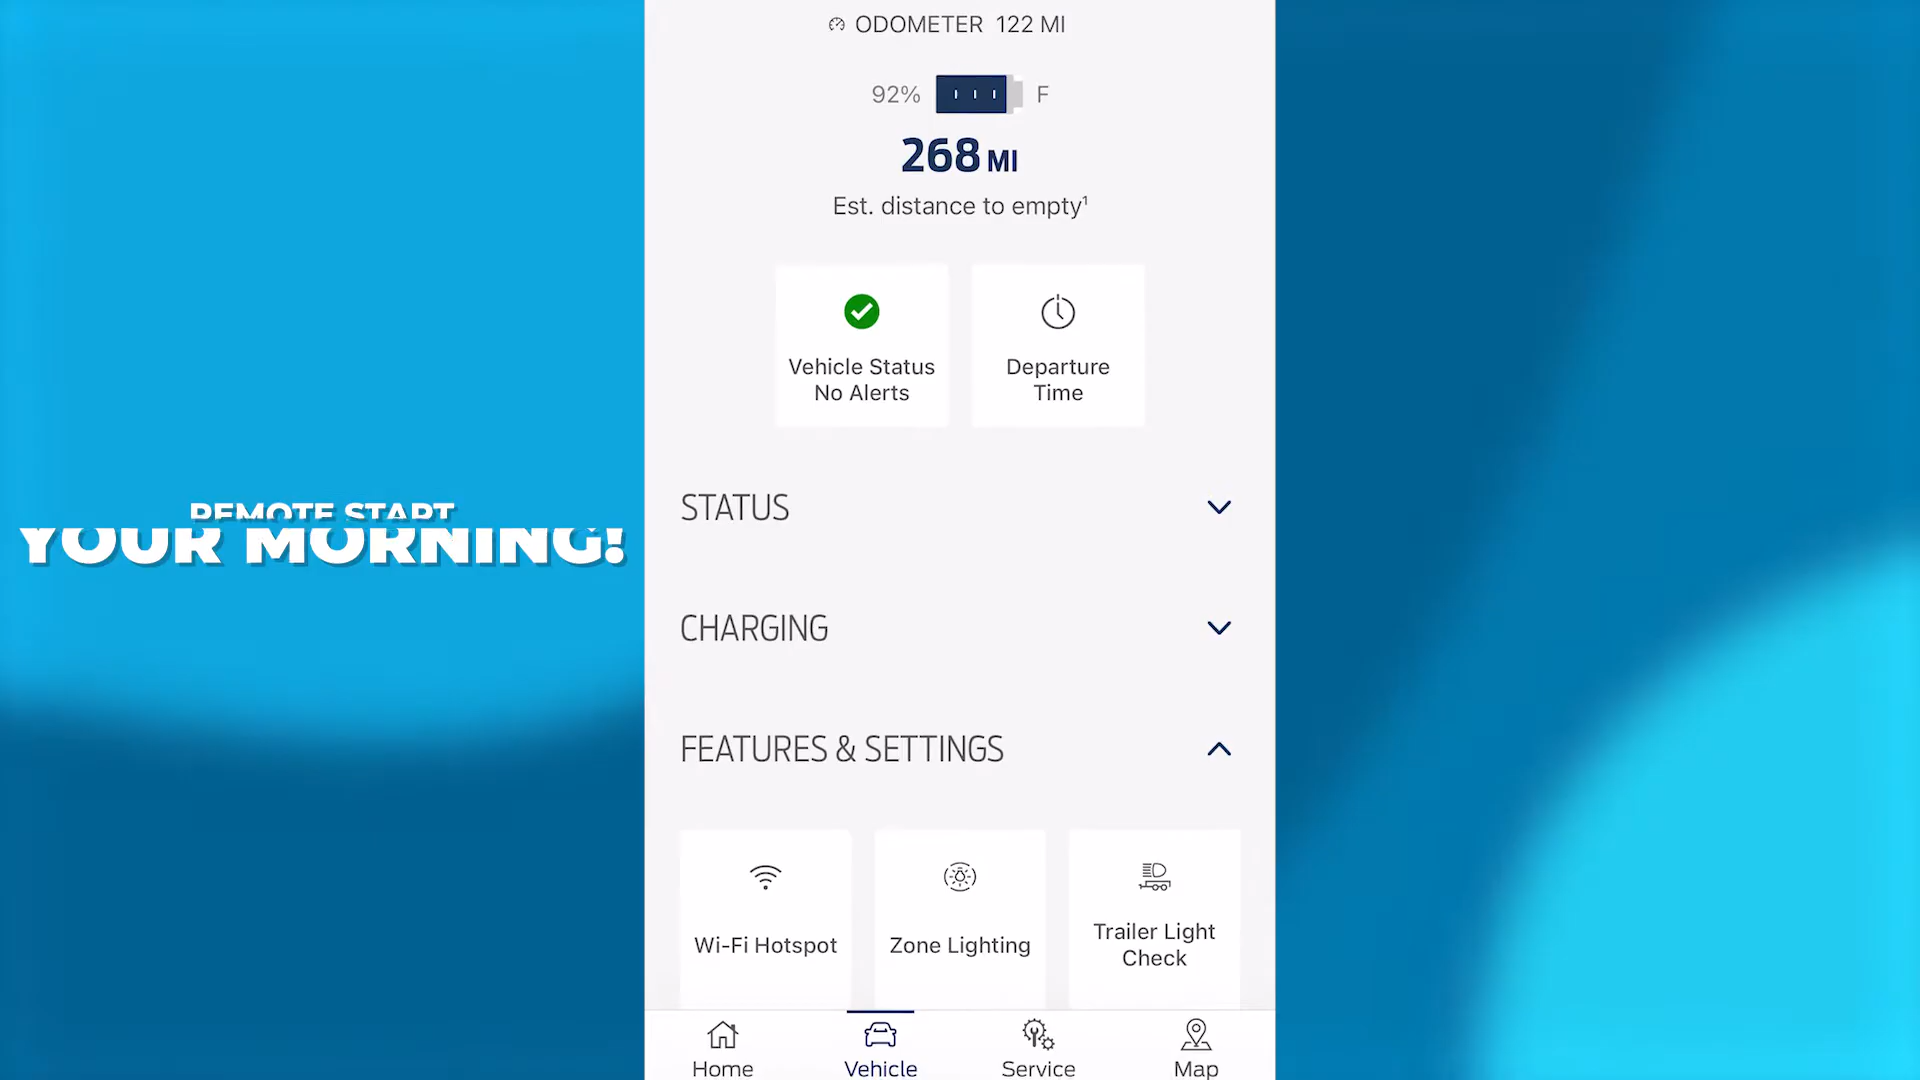 ODOMETER 122 MI
92% F
268 MI
Est. distance to empty¹
Vehicle Status
No Alerts
Departure
Time
STATUS
CHARGING
FEATURES & SETTINGS
Wi-Fi Hotspot
Zone Lighting
Trailer Light
Check
Home
Vehicle
Service
Map
REMOTE START
YOUR MORNING!